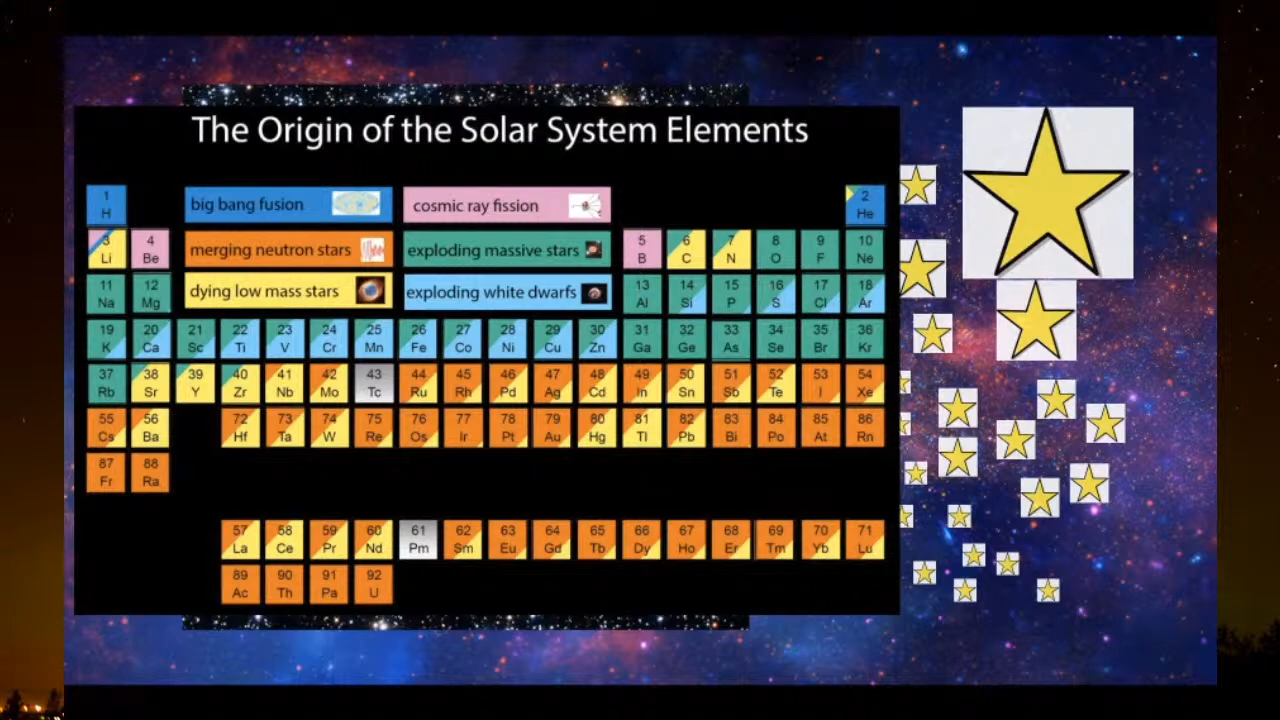 The Origin of the Solar System Elements
1 H big bang fusion cosmic ray fission 2 He
3 Li 4 Be merging neutron stars exploding massive stars 5 B 6 C 7 N 8 O 9 F 10 Ne
11 Na 12 Mg dying low mass stars exploding white dwarfs 13 Al 14 Si 15 P 16 S 17 Cl 18 Ar
19 K 20 Ca 21 Sc 22 Ti 23 V 24 Cr 25 Mn 26 Fe 27 Co 28 Ni 29 Cu 30 Zn 31 Ga 32 Ge 33 As 34 Se 35 Br 36 Kr
37 Rb 38 Sr 39 Y 40 Zr 41 Nb 42 Mo 43 Tc 44 Ru 45 Rh 46 Pd 47 Ag 48 Cd 49 In 50 Sn 51 Sb 52 Te 53 I 54 Xe
55 Cs 56 Ba 72 Hf 73 Ta 74 W 75 Re 76 Os 77 Ir 78 Pt 79 Au 80 Hg 81 Tl 82 Pb 83 Bi 84 Po 85 At 86 Rn
87 Fr 88 Ra
57 La 58 Ce 59 Pr 60 Nd 61 Pm 62 Sm 63 Eu 64 Gd 65 Tb 66 Dy 67 Ho 68 Er 69 Tm 70 Yb 71 Lu
89 Ac 90 Th 91 Pa 92 U